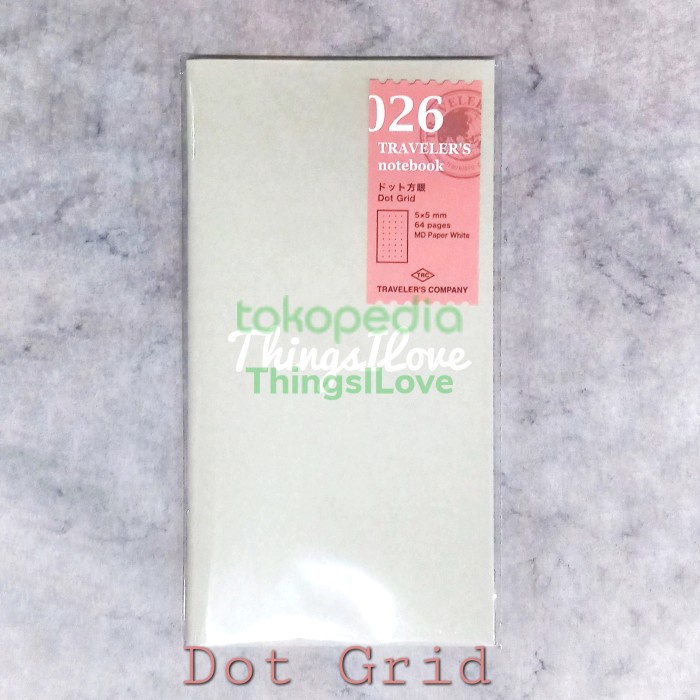 026
TRAVELER'S
notebook
ドット方眼
Dot Grid
5×5 mm
64 pages
MD Paper White
TRC
TRAVELER'S COMPANY
tokopedia
ThingsILove
ThingsILove
Dot Grid